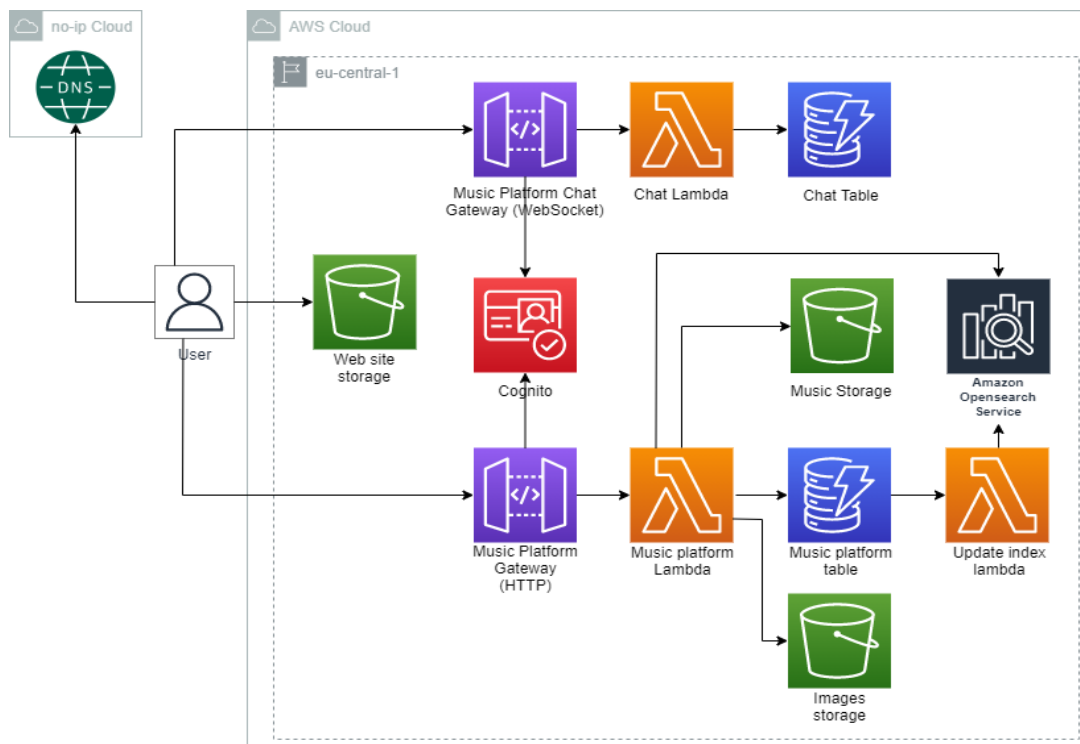 no-ip Cloud
DNS
AWS Cloud
eu-central-1
Music Platform Chat
Gateway (WebSocket)
Chat Lambda
Chat Table
User
Web site
storage
Cognito
Music Storage
Amazon
Opensearch
Service
Music Platform
Gateway
(HTTP)
Music platform
Lambda
Music platform
table
Update index
lambda
Images
storage